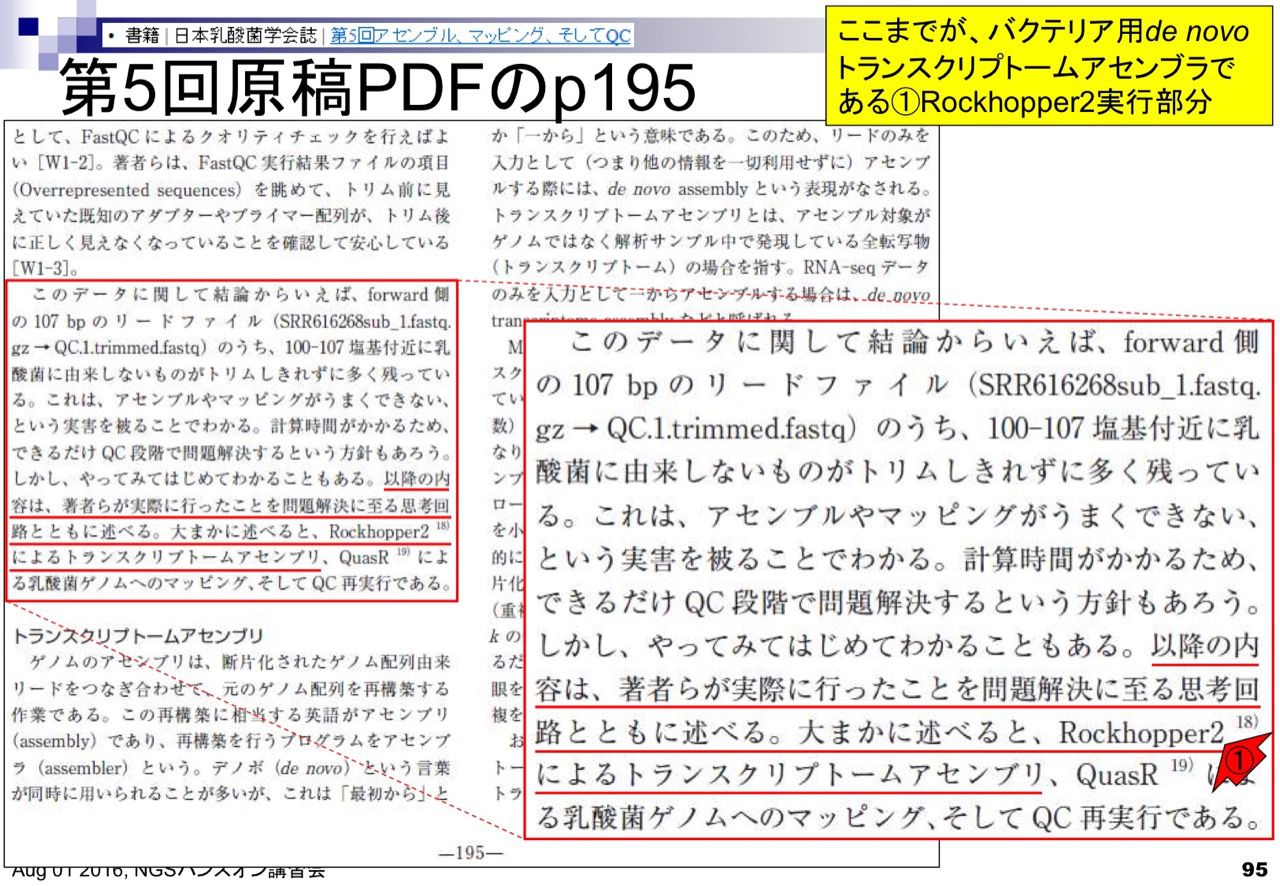 ・ 書籍 | 日本乳酸菌学会誌 | 第5回アセンブル、マッピング、そしてQC
第5回原稿PDFのp195
ここまでが、バクテリア用de novo
トランスクリプトームアセンブラで
ある①Rockhopper2実行部分
として、FastQC によるクオリティチェックを行えばよ
い [W1-2]。著者らは、FastQC 実行結果ファイルの項目
(Overrepresented sequences) を眺めて、トリム前に見
えていた既知のアダプターやプライマー配列が、トリム後
に正しく見えなくなっていることを確認して安心している
[W1-3]。
このデータに関して結論からいえば、forward 側
の 107 bp のリードファイル (SRR616268sub_1.fastq.
gz → QC.1.trimmed.fastq) のうち、100-107 塩基付近に乳
酸菌に由来しないものがトリムしきれずに多く残ってい
る。これは、アセンブルやマッピングがうまくできない、
という実害を被ることでわかる。計算時間がかかるため、
できるだけ QC 段階で問題解決するという方針もあろう。
しかし、やってみてはじめてわかることもある。以降の内
容は、著者らが実際に行ったことを問題解決に至る思考回
路とともに述べる。大まかに述べると、Rockhopper2 18)
によるトランスクリプトームアセンブリ、QuasR 19) によ
る乳酸菌ゲノムへのマッピング、そして QC 再実行である。
トランスクリプトームアセンブリ
ゲノムのアセンブリは、断片化されたゲノム配列由来
リードをつなぎ合わせて、元のゲノム配列を再構築する
作業である。この再構築に相当する英語がアセンブリ
(assembly) であり、再構築を行うプログラムをアセンブ
ラ (assembler) という。デノボ (de novo) という言葉
が同時に用いられることが多いが、これは「最初から」と
か「一から」という意味である。このため、リードのみを
入力として(つまり他の情報を一切利用せずに)アセンブ
ルする際には、de novo assembly という表現がなされる。
トランスクリプトームアセンブリとは、アセンブル対象が
ゲノムではなく解析サンプル中で発現している全転写物
(トランスクリプトーム)の場合を指す。RNA-seq データ
のみを入力として一からアセンブルする場合は、de novo
transcriptome assembly などと呼ばれる。
M
スク
てい
数)
なり
ンブ
ロー
を小
的に
片化
(重複
k の
るだ
眼を
複を
お
トー
トラ
このデータに関して結論からいえば、forward 側
の 107 bp のリードファイル (SRR616268sub_1.fastq.
gz → QC.1.trimmed.fastq) のうち、100-107 塩基付近に乳
酸菌に由来しないものがトリムしきれずに多く残ってい
る。これは、アセンブルやマッピングがうまくできない、
という実害を被ることでわかる。計算時間がかかるため、
できるだけ QC 段階で問題解決するという方針もあろう。
しかし、やってみてはじめてわかることもある。以降の内
容は、著者らが実際に行ったことを問題解決に至る思考回
路とともに述べる。大まかに述べると、Rockhopper2 18)
によるトランスクリプトームアセンブリ、QuasR 19) によ
る乳酸菌ゲノムへのマッピング、そして QC 再実行である。
①
―195―
Aug 01 2016, NGSハンズオン講習会
95